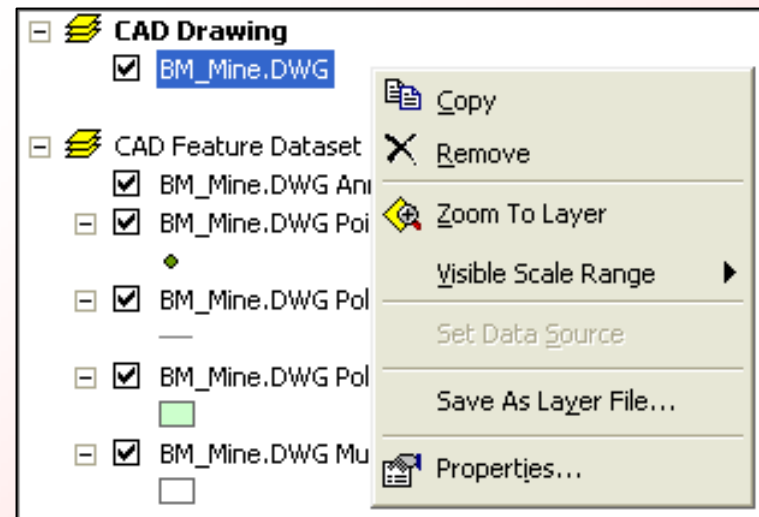 CAD Drawing
BM_Mine.DWG
CAD Feature Dataset
BM_Mine.DWG An
BM_Mine.DWG Poi
BM_Mine.DWG Pol
BM_Mine.DWG Pol
BM_Mine.DWG Mu
Copy
Remove
Zoom To Layer
Visible Scale Range
Set Data Source
Save As Layer File...
Properties...